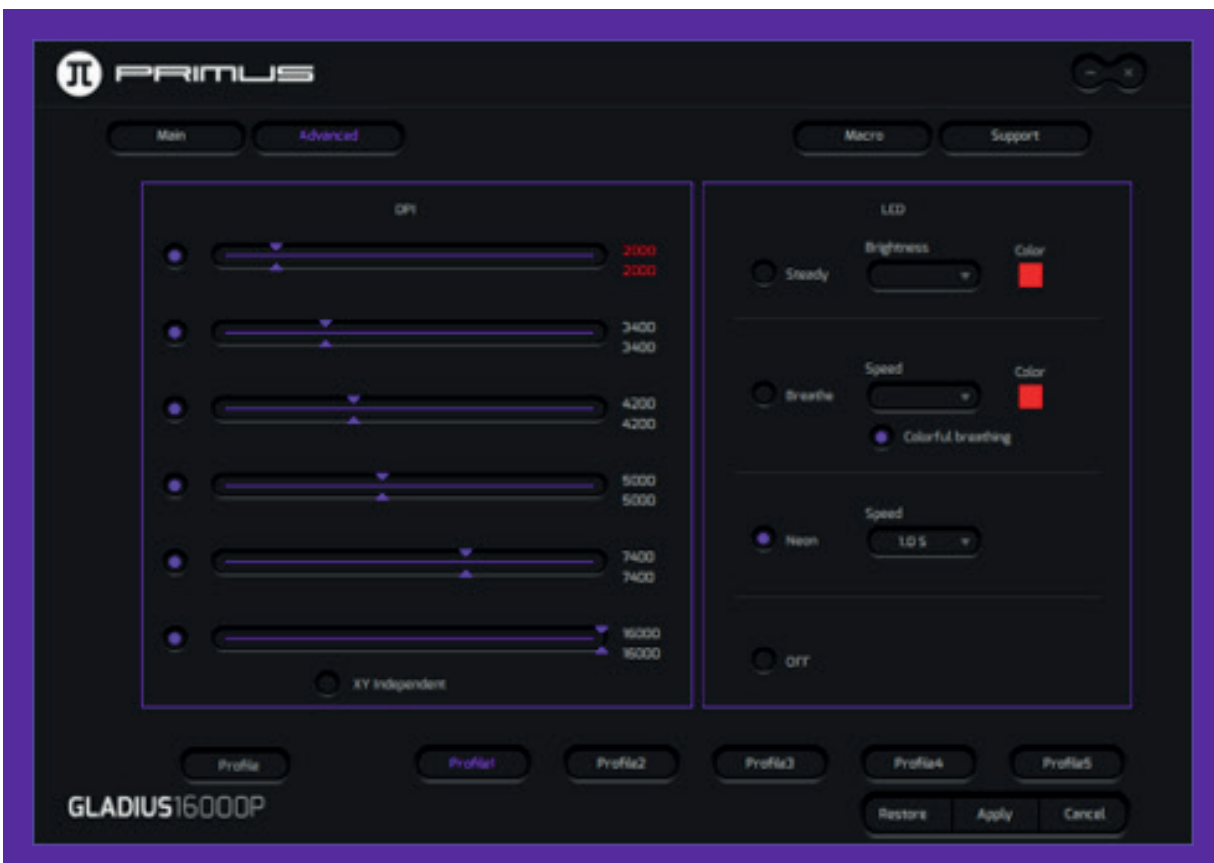 PRIMUS
Main Advanced Macro Support
DPI
2000
2000
3400
3400
4200
4200
5000
5000
7400
7400
16000
16000
XY Independent
LED
Brightness Color
Steady
Speed Color
Breathe
Colorful breathing
Speed
Neon 1.0 S
OFF
Profile Profile1 Profile2 Profile3 Profile4 Profile5
GLADIUS16000P
Restore Apply Cancel